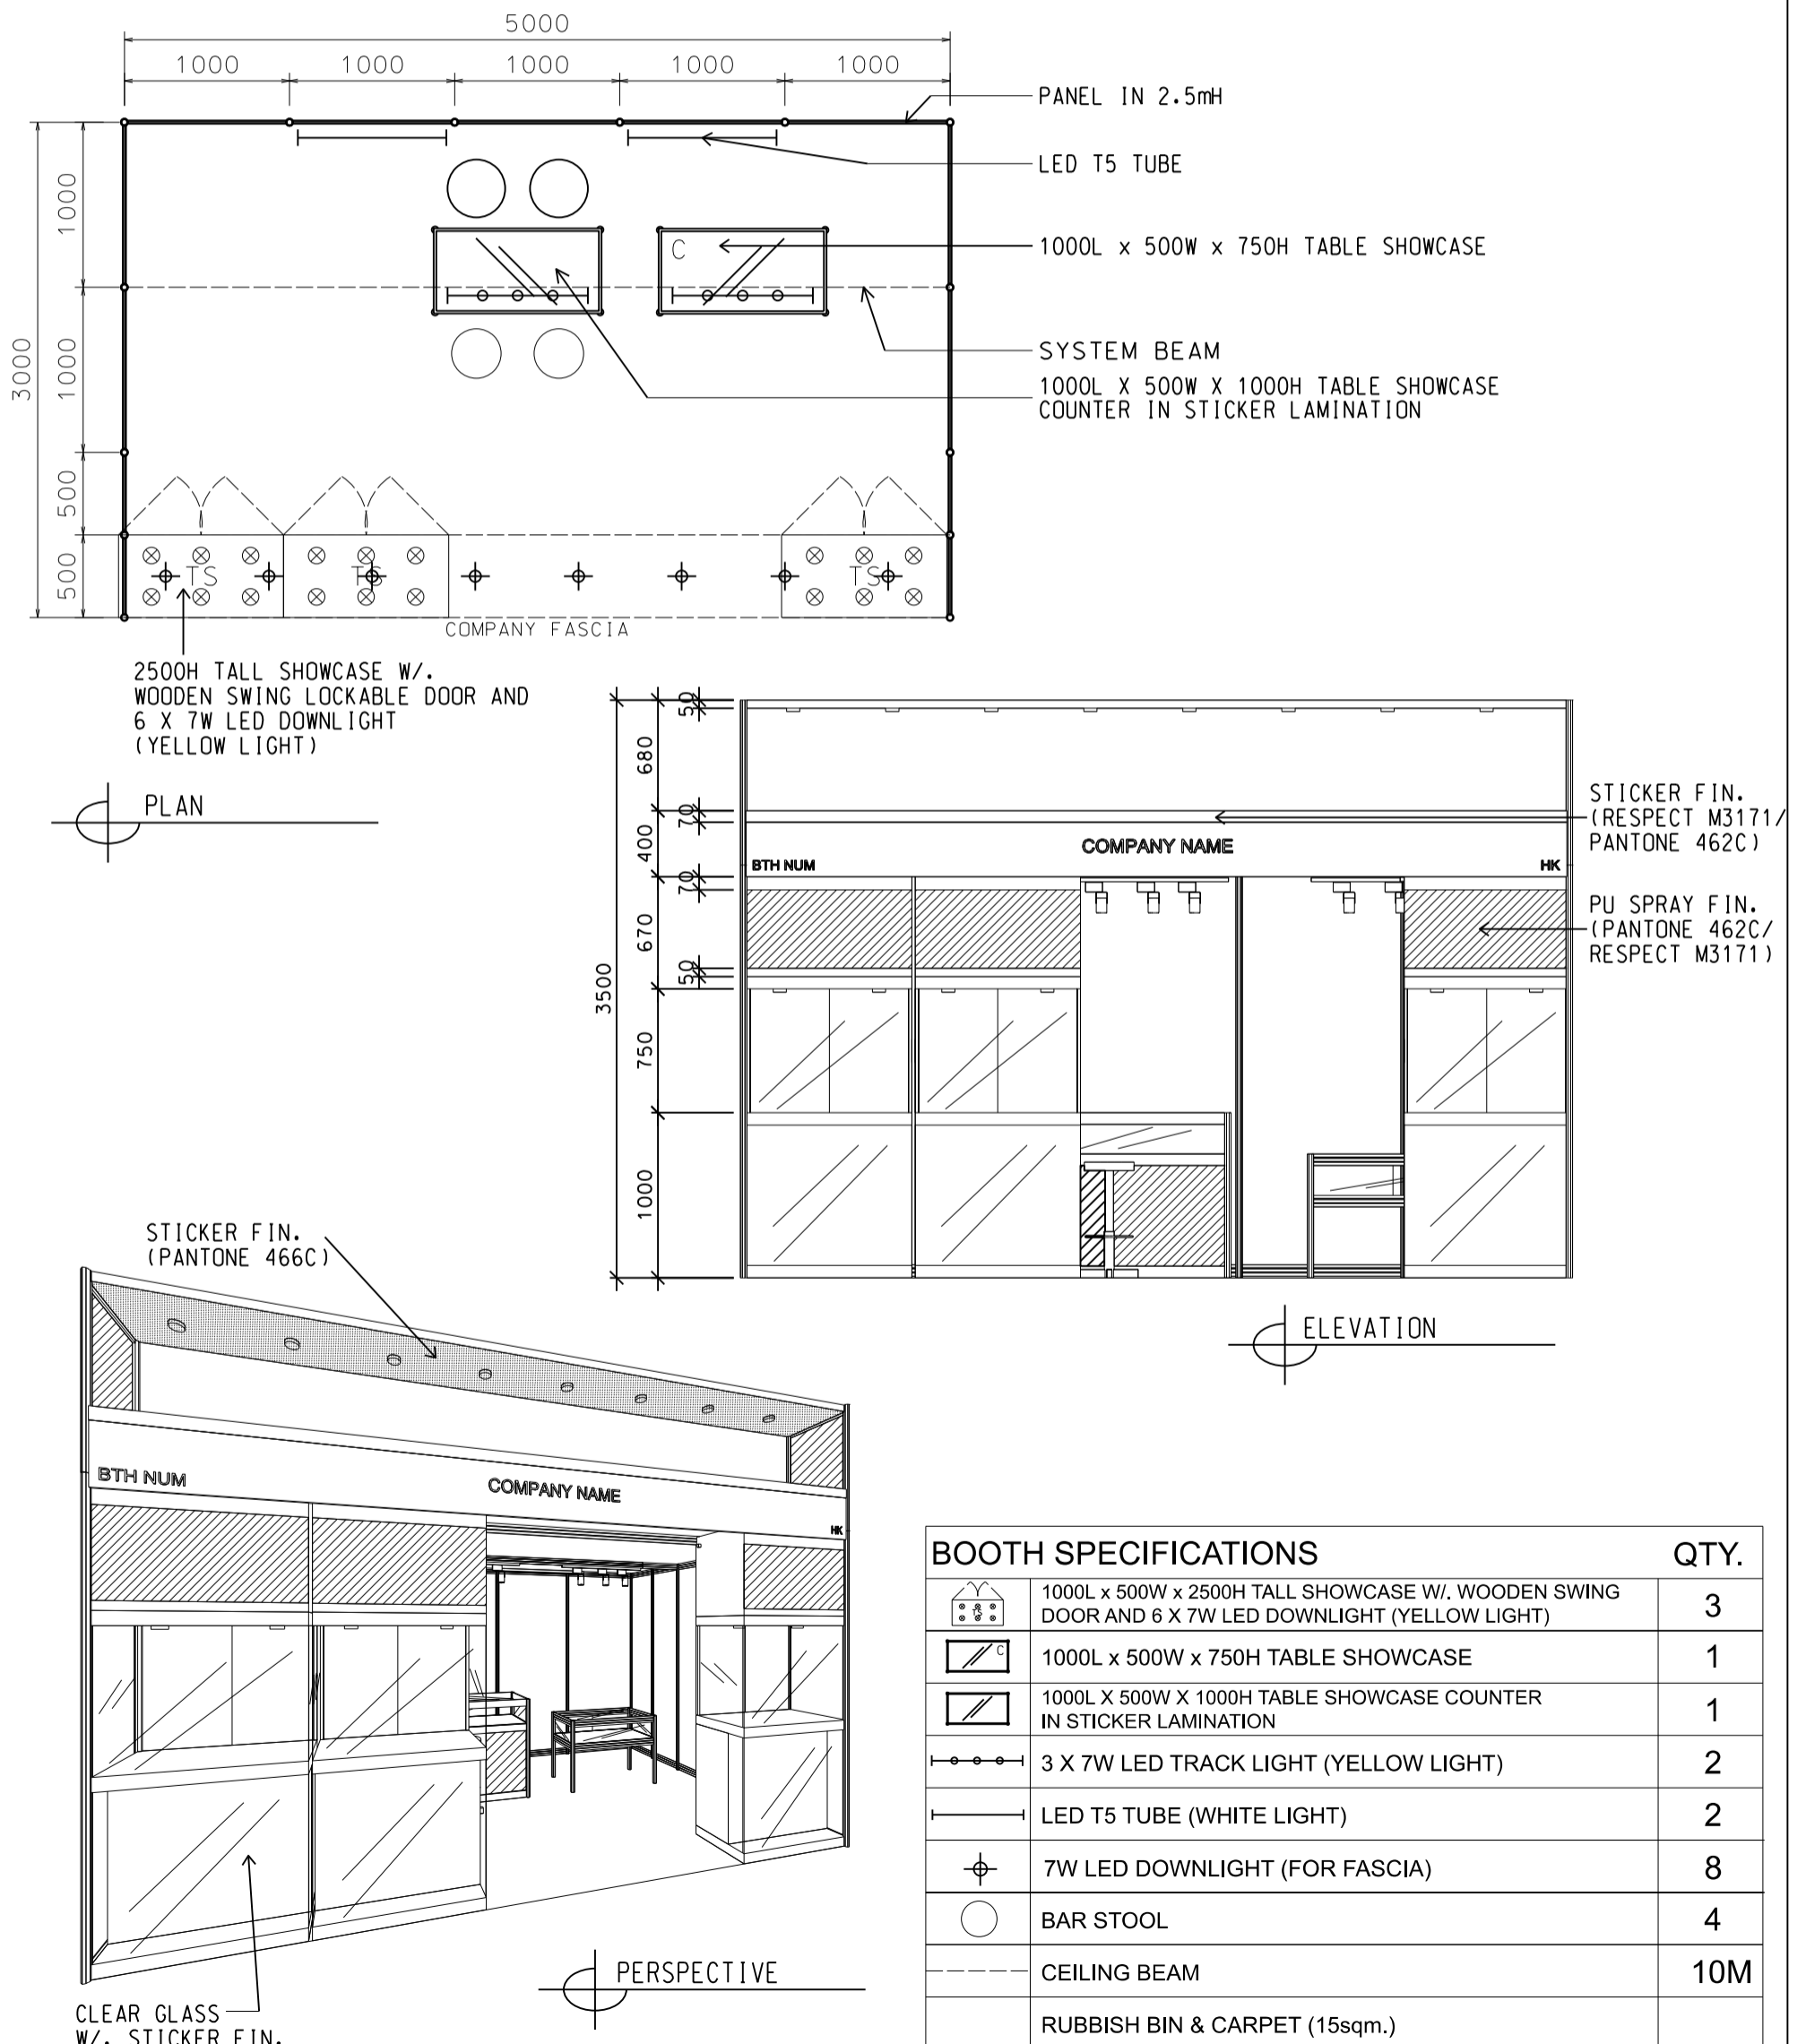 5000
1000 1000 1000 1000 1000
PANEL IN 2.5mH
LED T5 TUBE
1000L x 500W x 750H TABLE SHOWCASE
SYSTEM BEAM
1000L X 500W X 1000H TABLE SHOWCASE
COUNTER IN STICKER LAMINATION
3000
1000
1000
500
500
C
TS TS TS
COMPANY FASCIA
2500H TALL SHOWCASE W/.
WOODEN SWING LOCKABLE DOOR AND
6 X 7W LED DOWNLIGHT
(YELLOW LIGHT)
PLAN
3500
680
400
670
750
1000
50
70
70
50
COMPANY NAME
BTH NUM
HK
STICKER FIN.
(RESPECT M3171/
PANTONE 462C)
PU SPRAY FIN.
(PANTONE 462C/
RESPECT M3171)
ELEVATION
STICKER FIN.
(PANTONE 466C)
BTH NUM
COMPANY NAME
HK
PERSPECTIVE
CLEAR GLASS
W/. STICKER FIN.
BOOTH SPECIFICATIONS QTY.
TS
1000L x 500W x 2500H TALL SHOWCASE W/. WOODEN SWING
DOOR AND 6 X 7W LED DOWNLIGHT (YELLOW LIGHT)
3
C
1000L x 500W x 750H TABLE SHOWCASE 1
1000L X 500W X 1000H TABLE SHOWCASE COUNTER
IN STICKER LAMINATION
1
3 X 7W LED TRACK LIGHT (YELLOW LIGHT) 2
LED T5 TUBE (WHITE LIGHT) 2
7W LED DOWNLIGHT (FOR FASCIA) 8
BAR STOOL 4
CEILING BEAM 10M
RUBBISH BIN & CARPET (15sqm.)